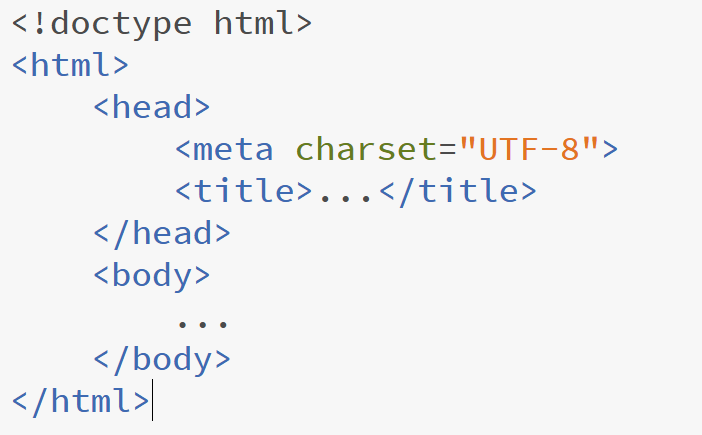 <!doctype html>
<html>
    <head>
        <meta charset="UTF-8">
        <title>...</title>
    </head>
    <body>
        ...
    </body>
</html>